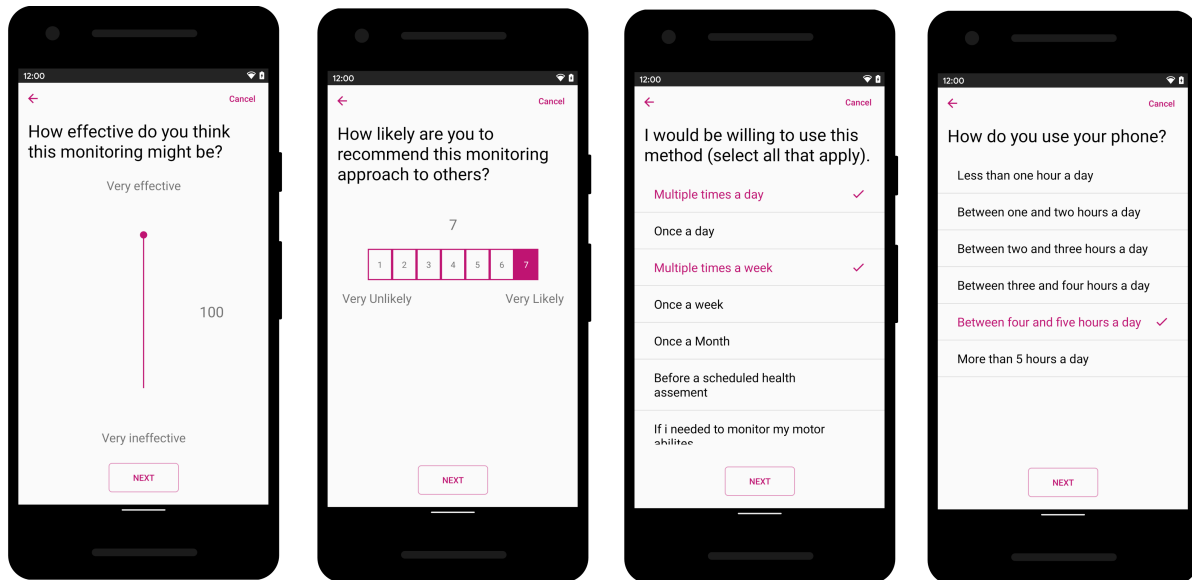 12:00
Cancel
How effective do you think
this monitoring might be?
Very effective
100
Very ineffective
NEXT
12:00
Cancel
How likely are you to
recommend this monitoring
approach to others?
7
1 2 3 4 5 6 7
Very Unlikely Very Likely
NEXT
12:00
Cancel
I would be willing to use this
method (select all that apply).
Multiple times a day
Once a day
Multiple times a week
Once a week
Once a Month
Before a scheduled health
assement
If i needed to monitor my motor
abilites
NEXT
12:00
Cancel
How do you use your phone?
Less than one hour a day
Between one and two hours a day
Between two and three hours a day
Between three and four hours a day
Between four and five hours a day
More than 5 hours a day
NEXT